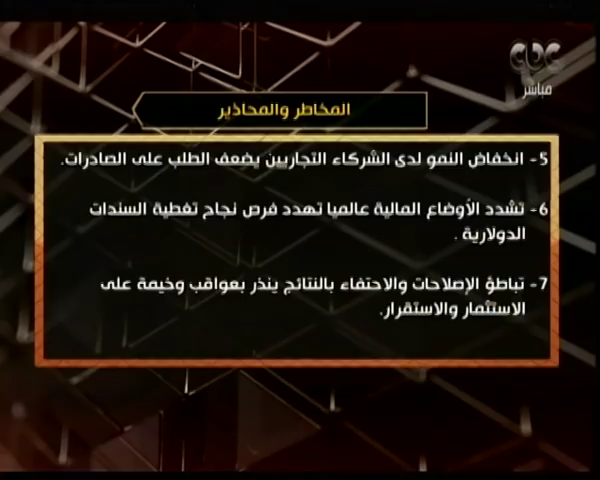 cbc
مباشر
المخاطر والمحاذير
5- انخفاض النمو لدى الشركاء التجاريين يضعف الطلب على الصادرات.
6- تشدد الأوضاع المالية عالميا تهدد فرص نجاح تغطية السندات
الدولارية .
7- تباطؤ الإصلاحات والاحتفاء بالنتائج ينذر بعواقب وخيمة على
الاستثمار والاستقرار.